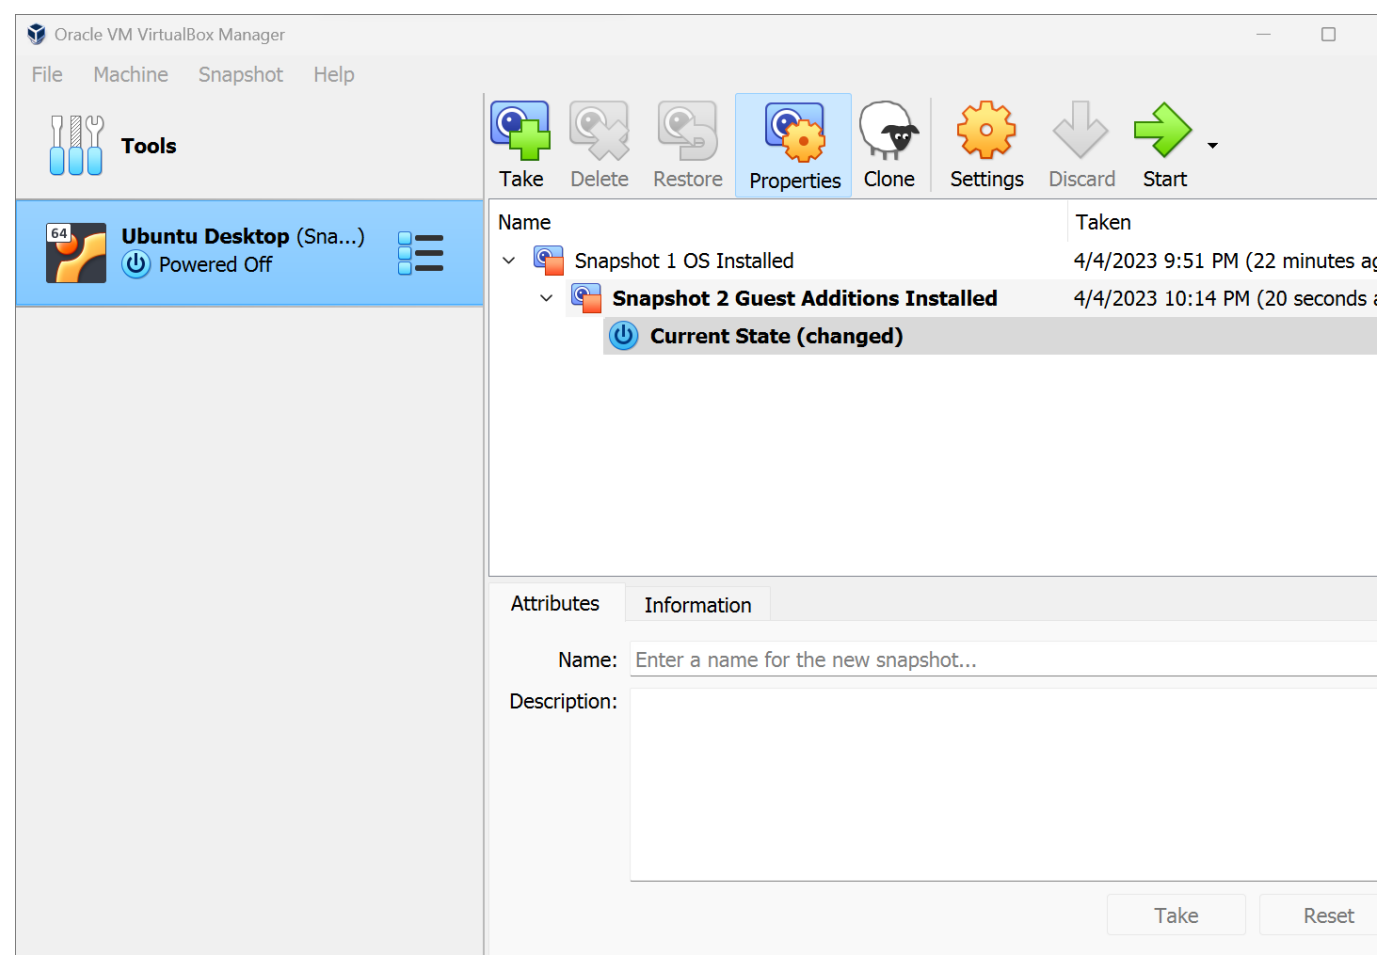 Oracle VM VirtualBox Manager
File Machine Snapshot Help
Tools
Take Delete Restore Properties Clone Settings Discard Start
64
Ubuntu Desktop (Sna...)
Powered Off
Name Taken
Snapshot 1 OS Installed 4/4/2023 9:51 PM (22 minutes ag
Snapshot 2 Guest Additions Installed 4/4/2023 10:14 PM (20 seconds a
Current State (changed)
Attributes Information
Name: Enter a name for the new snapshot...
Description:
Take Reset